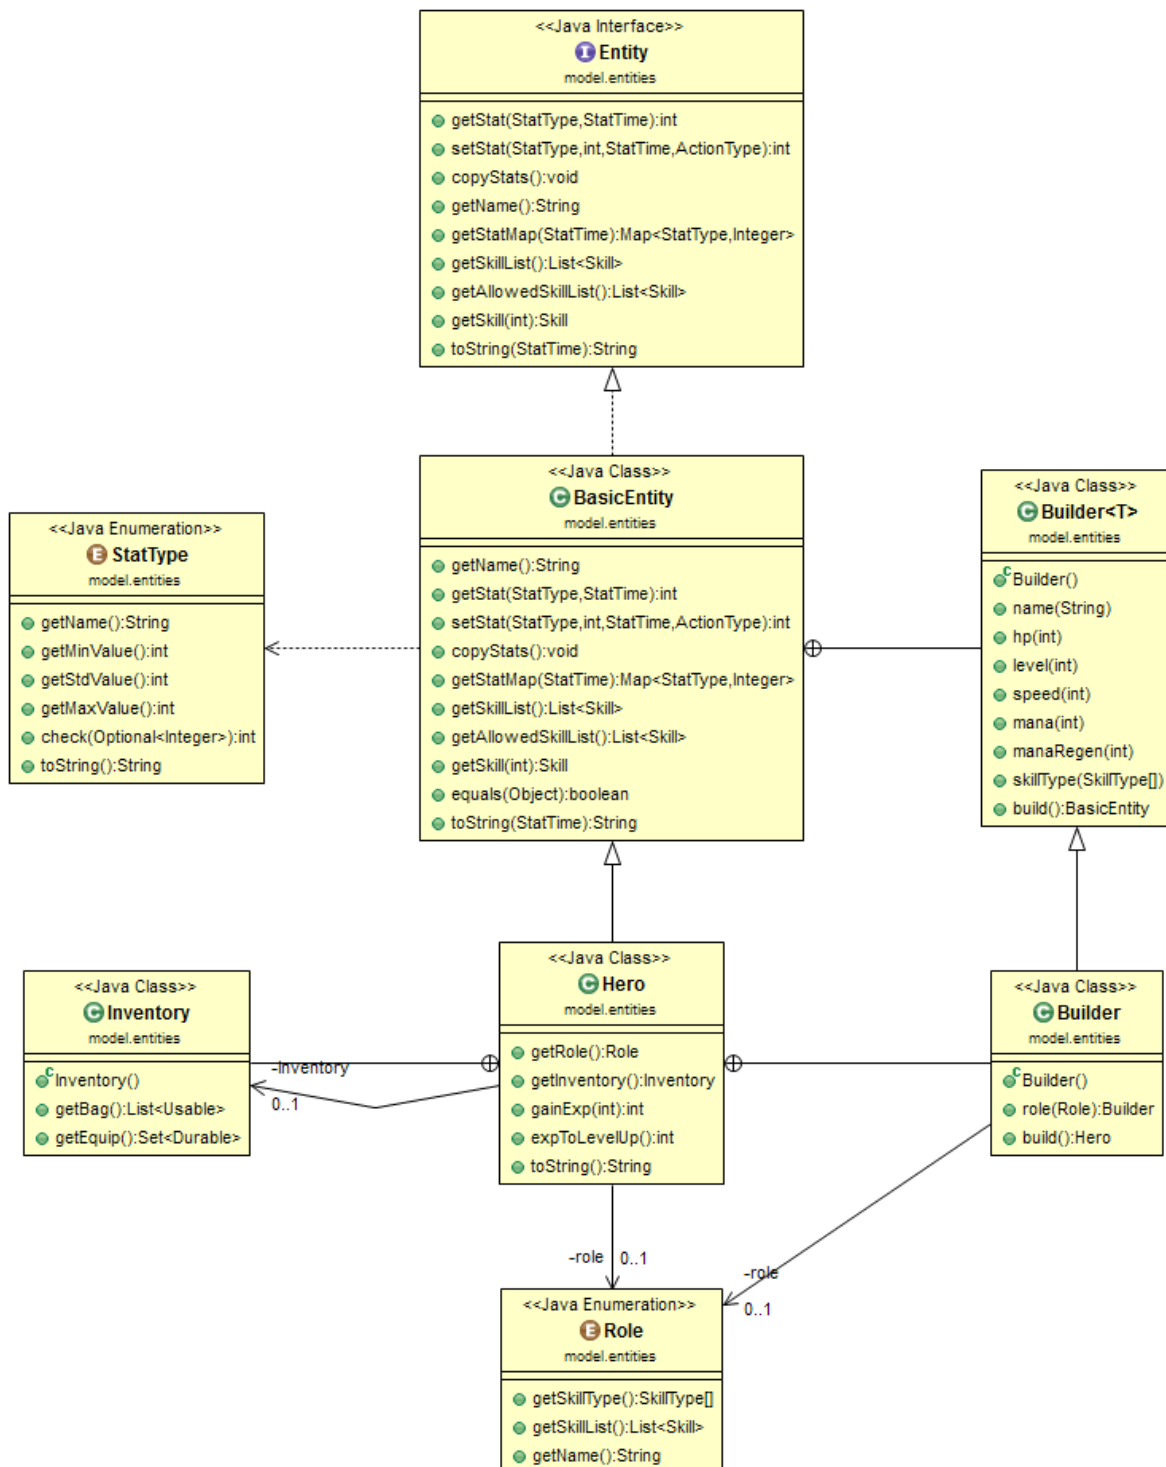 <<Java Interface>>
I Entity
model.entities
getStat(StatType,StatTime):int
setStat(StatType,int,StatTime,ActionType):int
copyStats():void
getName():String
getStatMap(StatTime):Map<StatType,Integer>
getSkillList():List<Skill>
getAllowedSkillList():List<Skill>
getSkill(int):Skill
toString(StatTime):String
<<Java Enumeration>>
E StatType
model.entities
getName():String
getMinValue():int
getStdValue():int
getMaxValue():int
check(Optional<Integer>):int
toString():String
<<Java Class>>
C BasicEntity
model.entities
getName():String
getStat(StatType,StatTime):int
setStat(StatType,int,StatTime,ActionType):int
copyStats():void
getStatMap(StatTime):Map<StatType,Integer>
getSkillList():List<Skill>
getAllowedSkillList():List<Skill>
getSkill(int):Skill
equals(Object):boolean
toString(StatTime):String
<<Java Class>>
C Builder<T>
model.entities
C Builder()
name(String)
hp(int)
level(int)
speed(int)
mana(int)
manaRegen(int)
skillType(SkillType[])
build():BasicEntity
<<Java Class>>
C Inventory
model.entities
C Inventory()
getBag():List<Usable>
getEquip():Set<Durable>
-inventory
0..1
<<Java Class>>
C Hero
model.entities
getRole():Role
getInventory():Inventory
gainExp(int):int
expToLevelUp():int
toString():String
<<Java Class>>
C Builder
model.entities
C Builder()
role(Role):Builder
build():Hero
-role 0..1
-role
0..1
<<Java Enumeration>>
E Role
model.entities
getSkillType():SkillType[]
getSkillList():List<Skill>
getName():String